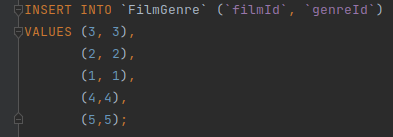 INSERT INTO `FilmGenre` (`filmId`, `genreId`)
VALUES (3, 3),
(2, 2),
(1, 1),
(4,4),
(5,5);